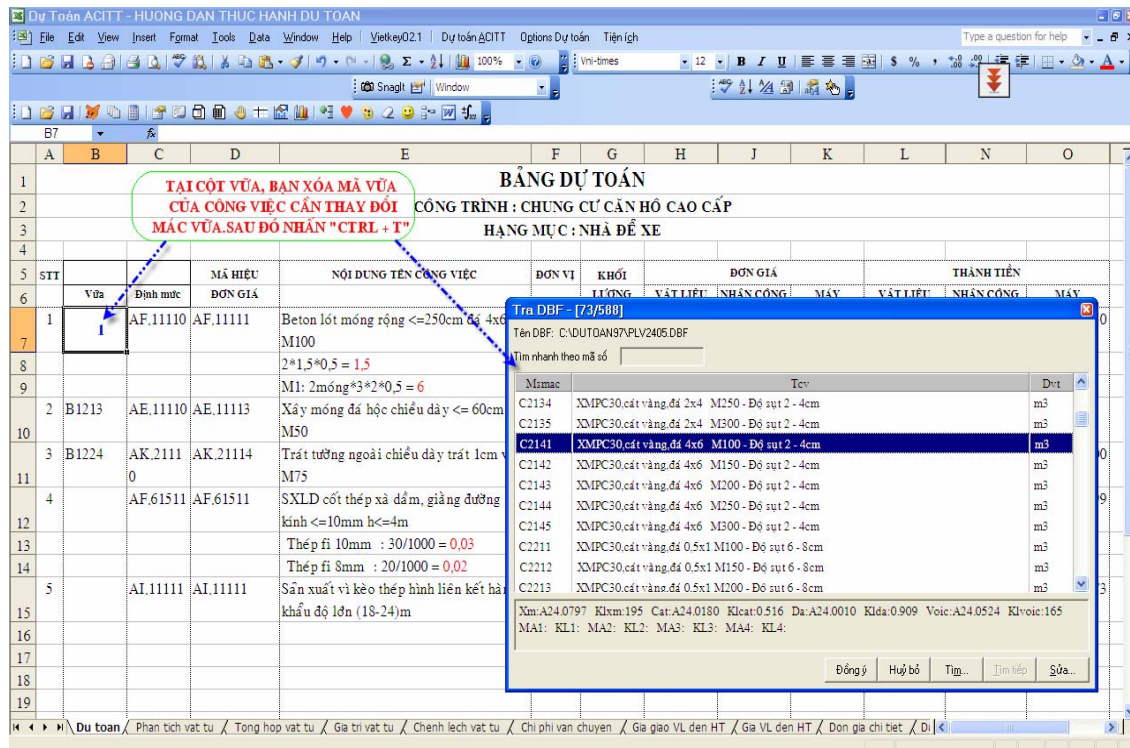 Dự Toán ACITT - HUONG DAN THUC HANH DU TOAN
File Edit View Insert Format Tools Data Window Help Vietkey02.1 Dự toán ACITT Options Dự toán Tiện ích Type a question for help
100% Vni-times 12 B I U $ % ,
SnagIt Window
B7 fx
A B C D E F G H J K L N O
1 BẢNG DỰ TOÁN
2 CÔNG TRÌNH : CHUNG CƯ CĂN HÔ CAO CẤP
3 HẠNG MỤC : NHÀ ĐỂ XE
TẠI CỘT VỮA, BẠN XÓA MÃ VỮA
CỦA CÔNG VIỆC CẦN THAY ĐỔI
MÁC VỮA.SAU ĐÓ NHẤN "CTRL + T"
4
5 STT MÃ HIỆU NỘI DUNG TÊN CÔNG VIỆC ĐƠN VỊ KHỐI ĐƠN GIÁ THÀNH TIỀN
6 Vữa Định mức ĐƠN GIÁ LƯỢNG VẬT LIỆU NHÂN CÔNG MÁY VẬT LIỆU NHÂN CÔNG MÁY
1 1 AF.11110 AF.11111 Beton lót móng rộng <=250cm đá 4x6
7 M100
8 2*1,5*0,5 = 1,5
9 M1: 2móng*3*2*0,5 = 6
2 B1213 AE.11110 AE.11113 Xây móng đá hộc chiều dày <= 60cm
10 M50
3 B1224 AK.2111 AK.21114 Trát tường ngoài chiều dày trát 1cm v
11 0 M75
4 AF.61511 AF.61511 SXLD cốt thép xà dầm, giằng đường
12 kính <=10mm h<=4m
13 Thép fi 10mm : 30/1000 = 0,03
14 Thép fi 8mm : 20/1000 = 0,02
5 AI.11111 AI.11111 Sản xuất vì kèo thép hình liên kết hàn
15 khẩu độ lớn (18-24)m
16
17
18
19
Tra DBF - [73/588]
Tên DBF: C:\DUTOAN97\PLV2405.DBF
Tìm nhanh theo mã số
Msmac Tcv Dvt
C2134 XMPC30,cát vàng,đá 2x4 M250 - Độ sụt 2 - 4cm m3
C2135 XMPC30,cát vàng,đá 2x4 M300 - Độ sụt 2 - 4cm m3
C2141 XMPC30,cát vàng,đá 4x6 M100 - Độ sụt 2 - 4cm m3
C2142 XMPC30,cát vàng,đá 4x6 M150 - Độ sụt 2 - 4cm m3
C2143 XMPC30,cát vàng,đá 4x6 M200 - Độ sụt 2 - 4cm m3
C2144 XMPC30,cát vàng,đá 4x6 M250 - Độ sụt 2 - 4cm m3
C2145 XMPC30,cát vàng,đá 4x6 M300 - Độ sụt 2 - 4cm m3
C2211 XMPC30,cát vàng,đá 0,5x1 M100 - Độ sụt 6 - 8cm m3
C2212 XMPC30,cát vàng,đá 0,5x1 M150 - Độ sụt 6 - 8cm m3
C2213 XMPC30,cát vàng,đá 0,5x1 M200 - Độ sụt 6 - 8cm m3
Xm:A24.0797 Klxm:195 Cat:A24.0180 Klcat:0.516 Da:A24.0010 Klda:0.909 Voic:A24.0524 Klvoic:165
MA1: KL1: MA2: KL2: MA3: KL3: MA4: KL4:
Đồng ý Huỷ bỏ Tìm... Tìm tiếp Sửa...
Du toan Phan tich vat tu Tong hop vat tu Gia tri vat tu Chenh lech vat tu Chi phi van chuyen Gia giao VL den HT Gia VL den HT Don gia chi tiet